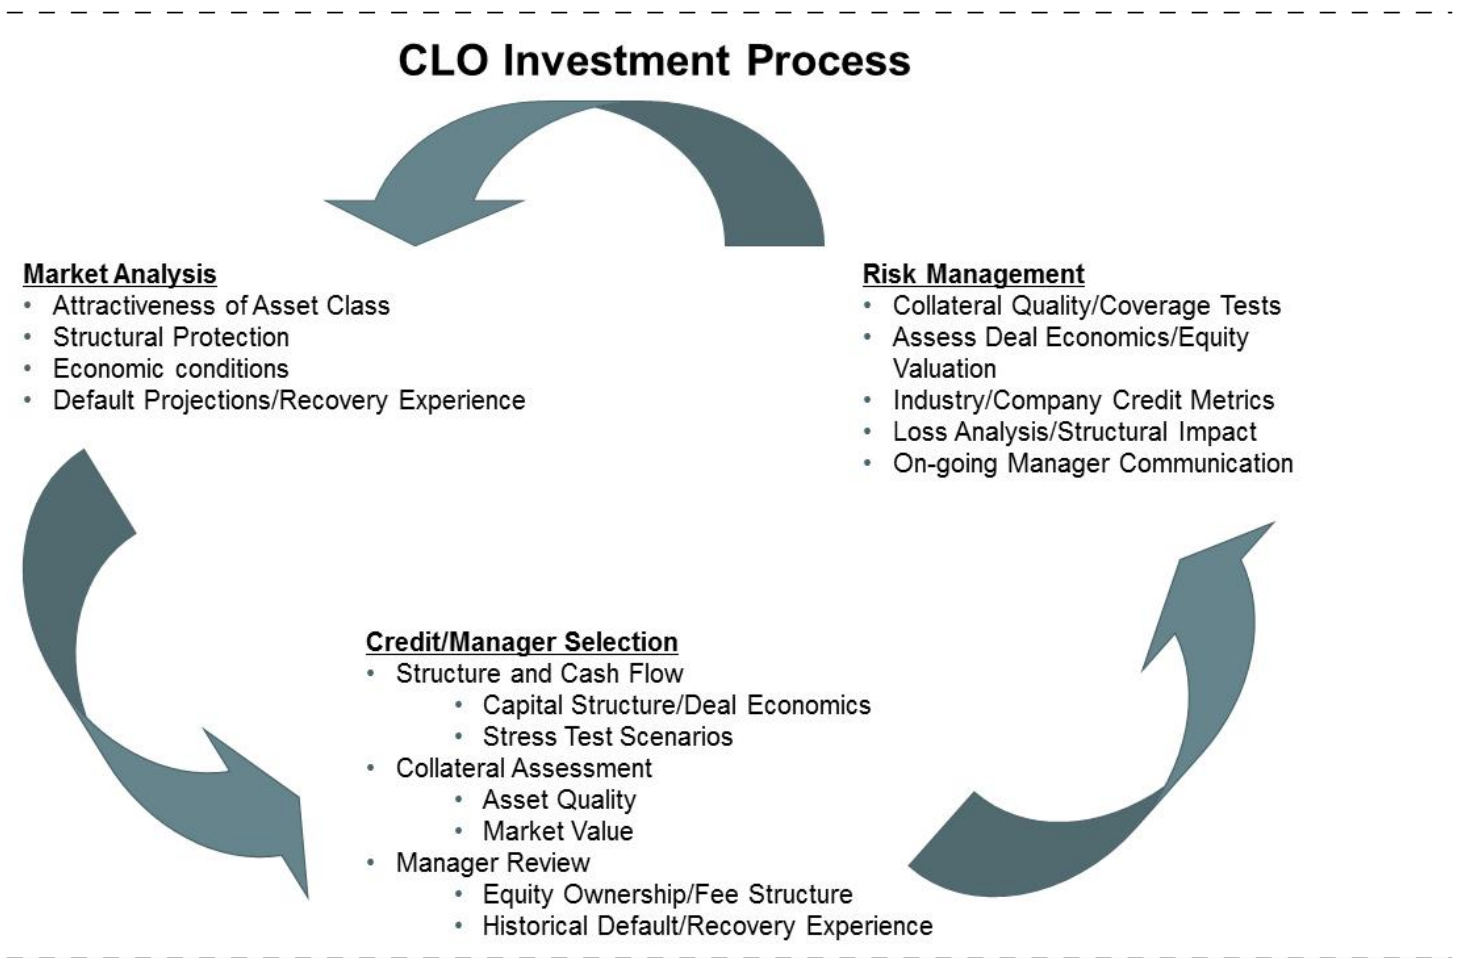 CLO Investment Process
Market Analysis
• Attractiveness of Asset Class
• Structural Protection
• Economic conditions
• Default Projections/Recovery Experience
Risk Management
• Collateral Quality/Coverage Tests
• Assess Deal Economics/Equity
Valuation
• Industry/Company Credit Metrics
• Loss Analysis/Structural Impact
• On-going Manager Communication
Credit/Manager Selection
• Structure and Cash Flow
• Capital Structure/Deal Economics
• Stress Test Scenarios
• Collateral Assessment
• Asset Quality
• Market Value
• Manager Review
• Equity Ownership/Fee Structure
• Historical Default/Recovery Experience